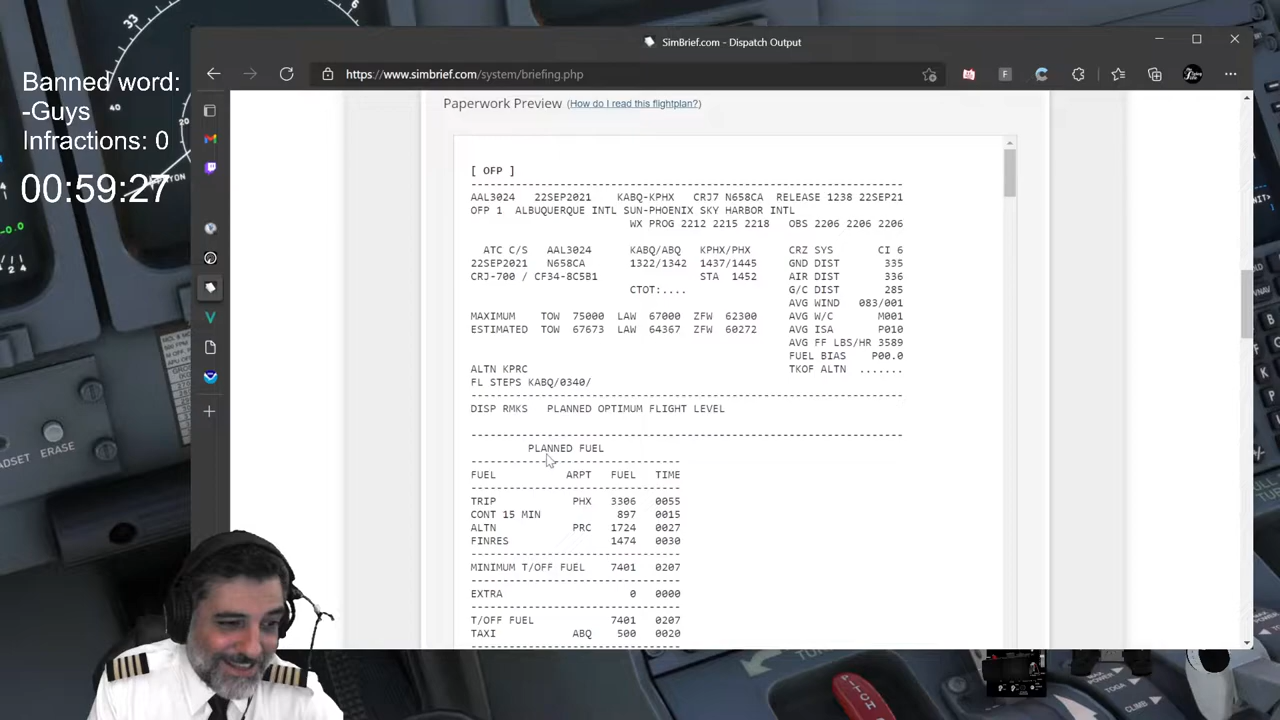 Banned word:
-Guys
Infractions: 0
00:59:27
SimBrief.com - Dispatch Output
https://www.simbrief.com/system/briefing.php
Paperwork Preview (How do I read this flightplan?)
[ OFP ]
--------------------------------------------------------------------
AAL3024 22SEP2021 KABQ-KPHX CRJ7 N658CA RELEASE 1238 22SEP21
OFP 1 ALBUQUERQUE INTL SUN-PHOENIX SKY HARBOR INTL
WX PROG 2212 2215 2218 OBS 2206 2206 2206
ATC C/S AAL3024 KABQ/ABQ KPHX/PHX CRZ SYS CI 6
22SEP2021 N658CA 1322/1342 1437/1445 GND DIST 335
CRJ-700 / CF34-8C5B1 STA 1452 AIR DIST 336
CTOT:.... G/C DIST 285
AVG WIND 083/001
MAXIMUM TOW 75000 LAW 67000 ZFW 62300 AVG W/C M001
ESTIMATED TOW 67673 LAW 64367 ZFW 60272 AVG ISA P010
AVG FF LBS/HR 3589
FUEL BIAS P00.0
ALTN KPRC TKOF ALTN .......
FL STEPS KABQ/0340/
--------------------------------------------------------------------
DISP RMKS PLANNED OPTIMUM FLIGHT LEVEL
--------------------------------------------------------------------
PLANNED FUEL
---------------------------------
FUEL ARPT FUEL TIME
---------------------------------
TRIP PHX 3306 0055
CONT 15 MIN 897 0015
ALTN PRC 1724 0027
FINRES 1474 0030
---------------------------------
MINIMUM T/OFF FUEL 7401 0207
---------------------------------
EXTRA 0 0000
---------------------------------
T/OFF FUEL 7401 0207
TAXI ABQ 500 0020
---------------------------------
ERASE
MAX POWER
TOGA
CLIMB
PITCH
33
6